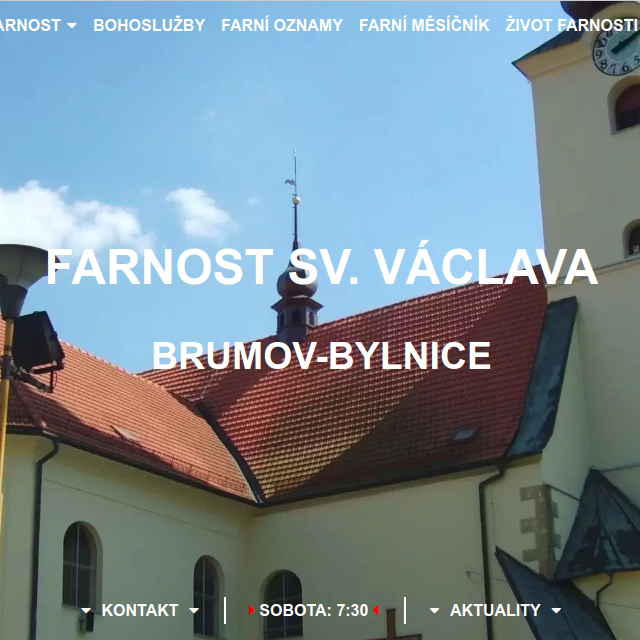 ARNOST BOHOSLUŽBY FARNÍ OZNAMY FARNÍ MĚSÍČNÍK ŽIVOT FARNOSTI
FARNOST SV. VÁCLAVA
BRUMOV-BYLNICE
KONTAKT SOBOTA: 7:30 AKTUALITY